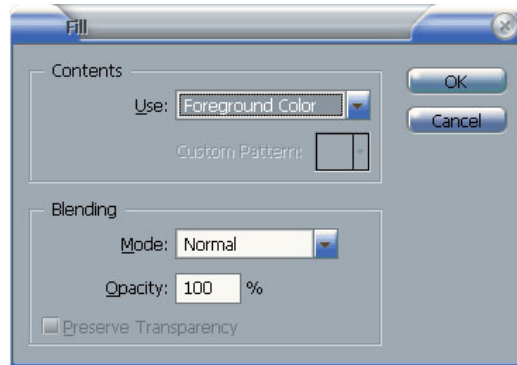 Fill
Contents
Use: Foreground Color
Custom Pattern:
OK
Cancel
Blending
Mode: Normal
Opacity: 100 %
Preserve Transparency